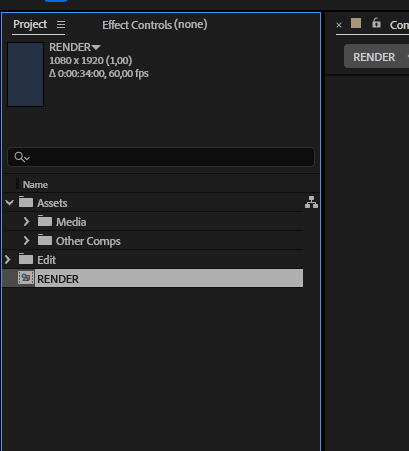 Project Effect Controls (none)
× Con
RENDER
1080 x 1920 (1,00)
Δ 0:00:34:00, 60,00 fps
RENDER
Name
Assets
Media
Other Comps
Edit
RENDER